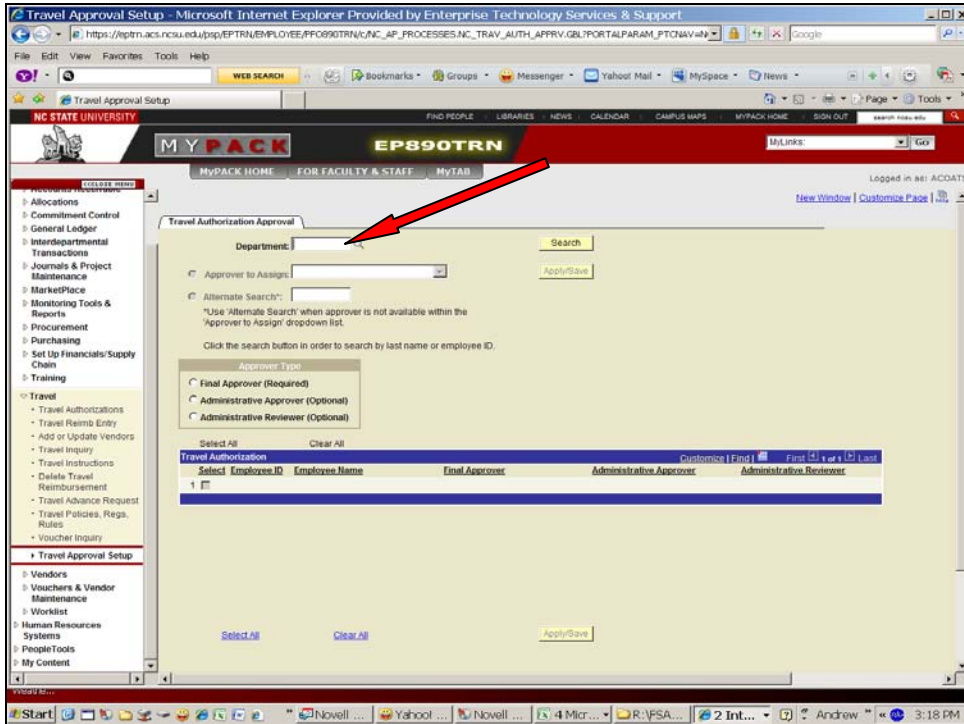 Travel Approval Setup - Microsoft Internet Explorer Provided by Enterprise Technology Services & Support
https://eptrn.acs.ncsu.edu/psp/EPTRN/EMPLOYEE/PFO890TRN/c/NC_AP_PROCESSES.NC_TRAV_AUTH_APPRV.GBL?PORTALPARAM_PTCNAV=N
Google
File Edit View Favorites Tools Help
WEB SEARCH Bookmarks Groups Messenger Yahoo! Mail MySpace News
Travel Approval Setup
Page Tools
NC STATE UNIVERSITY
FIND PEOPLE LIBRARIES NEWS CALENDAR CAMPUS MAPS MYPACK HOME SIGN OUT
MYPACK
EP890TRN
MyLinks:
Go
MyPACK HOME FOR FACULTY & STAFF MyTAB
Logged in as: ACOATS
New Window | Customize Page |
CLOSE MENU
Accounts Receivable
Allocations
Commitment Control
General Ledger
Interdepartmental
Transactions
Journals & Project
Maintenance
MarketPlace
Monitoring Tools &
Reports
Procurement
Purchasing
Set Up Financials/Supply
Chain
Training
Travel
Travel Authorizations
Travel Reimb Entry
Add or Update Vendors
Travel Inquiry
Travel Instructions
Delete Travel
Reimbursement
Travel Advance Request
Travel Policies, Regs,
Rules
Voucher Inquiry
Travel Approval Setup
Vendors
Vouchers & Vendor
Maintenance
Worklist
Human Resources
Systems
PeopleTools
My Content
Travel Authorization Approval
Department:
Search
Approver to Assign:
Apply/Save
Alternate Search*:
*Use 'Alternate Search' when approver is not available within the
'Approver to Assign' dropdown list.
Click the search button in order to search by last name or employee ID.
Approver Type
Final Approver (Required)
Administrative Approver (Optional)
Administrative Reviewer (Optional)
Select All Clear All
Travel Authorization
Customize | Find | First 1 of 1 Last
Select Employee ID Employee Name Final Approver Administrative Approver Administrative Reviewer
1
Select All Clear All
Apply/Save
Start
Novell ... Yahoo! ... Novell ... 4 Micr... R:\FSA... 2 Int... Andrew
3:18 PM